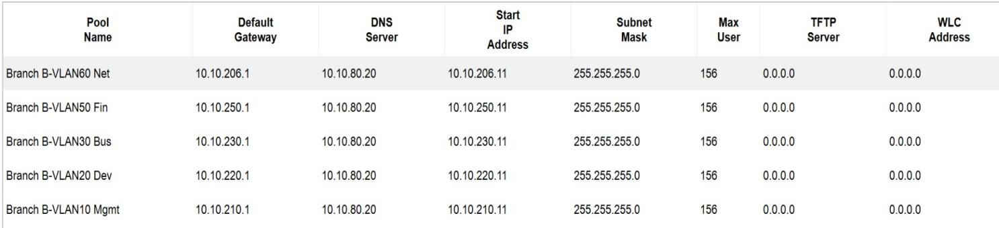 Pool Name Default Gateway DNS Server Start IP Address Subnet Mask Max User TFTP Server WLC Address
Branch B-VLAN60 Net 10.10.206.1 10.10.80.20 10.10.206.11 255.255.255.0 156 0.0.0.0 0.0.0.0
Branch B-VLAN50 Fin 10.10.250.1 10.10.80.20 10.10.250.11 255.255.255.0 156 0.0.0.0 0.0.0.0
Branch B-VLAN30 Bus 10.10.230.1 10.10.80.20 10.10.230.11 255.255.255.0 156 0.0.0.0 0.0.0.0
Branch B-VLAN20 Dev 10.10.220.1 10.10.80.20 10.10.220.11 255.255.255.0 156 0.0.0.0 0.0.0.0
Branch B-VLAN10 Mgmt 10.10.210.1 10.10.80.20 10.10.210.11 255.255.255.0 156 0.0.0.0 0.0.0.0